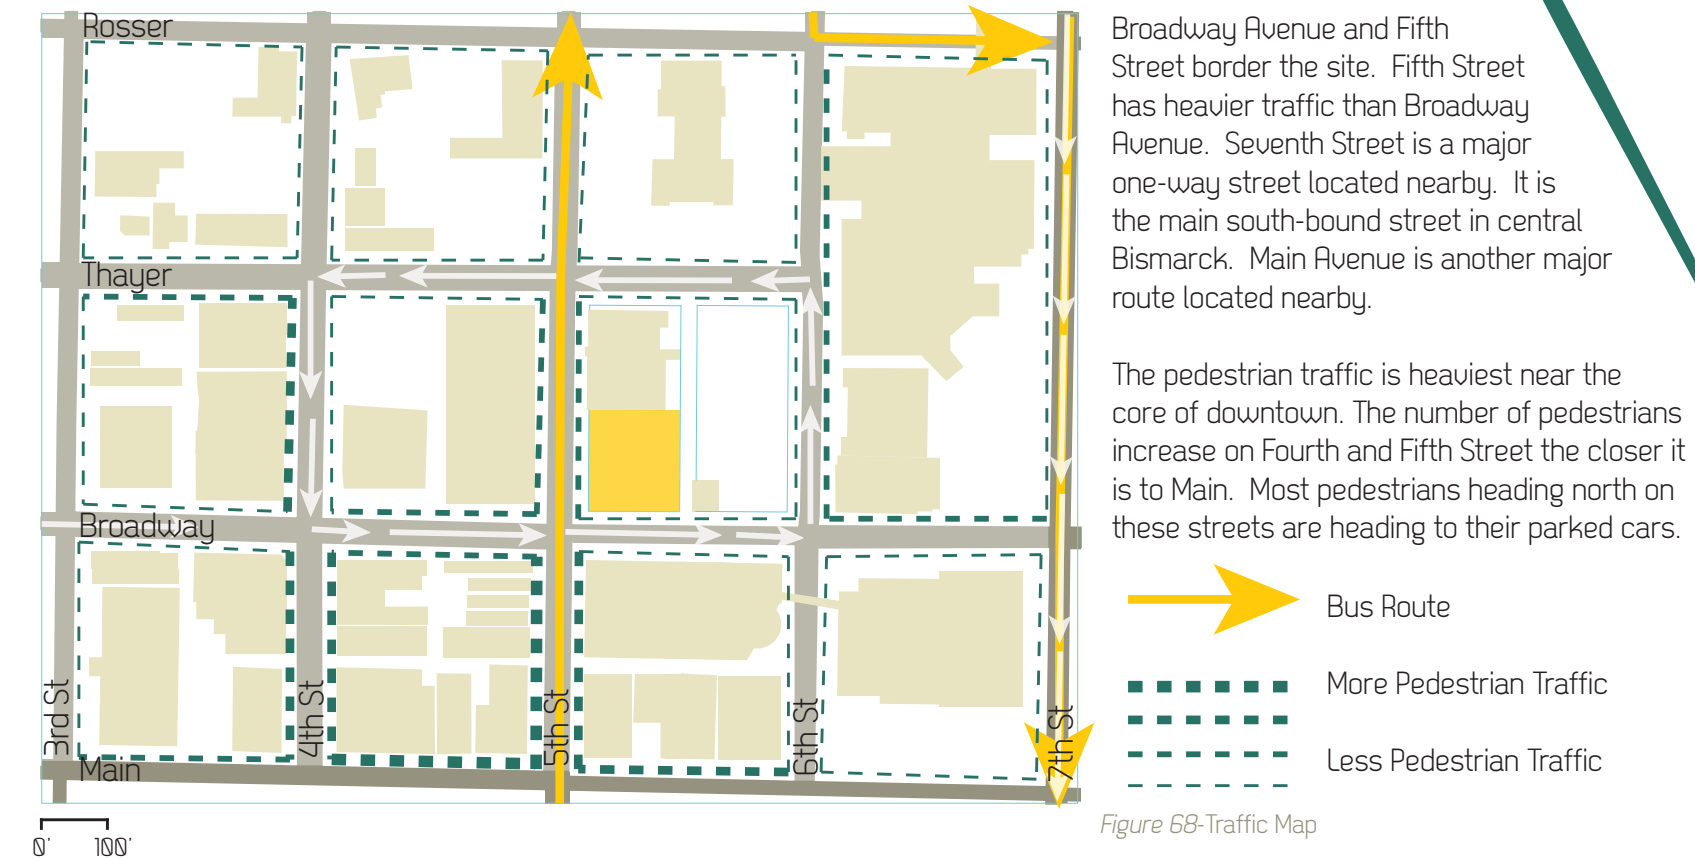 Rosser
Thayer
Broadway
Main
3rd St
4th St
5th St
6th St
7th St
0' 100'
Broadway Avenue and Fifth
Street border the site.  Fifth Street
has heavier traffic than Broadway
Avenue.  Seventh Street is a major
one-way street located nearby.  It is
the main south-bound street in central
Bismarck.  Main Avenue is another major
route located nearby.
The pedestrian traffic is heaviest near the
core of downtown. The number of pedestrians
increase on Fourth and Fifth Street the closer it
is to Main.  Most pedestrians heading north on
these streets are heading to their parked cars.
Bus Route
More Pedestrian Traffic
Less Pedestrian Traffic
Figure 68-Traffic Map